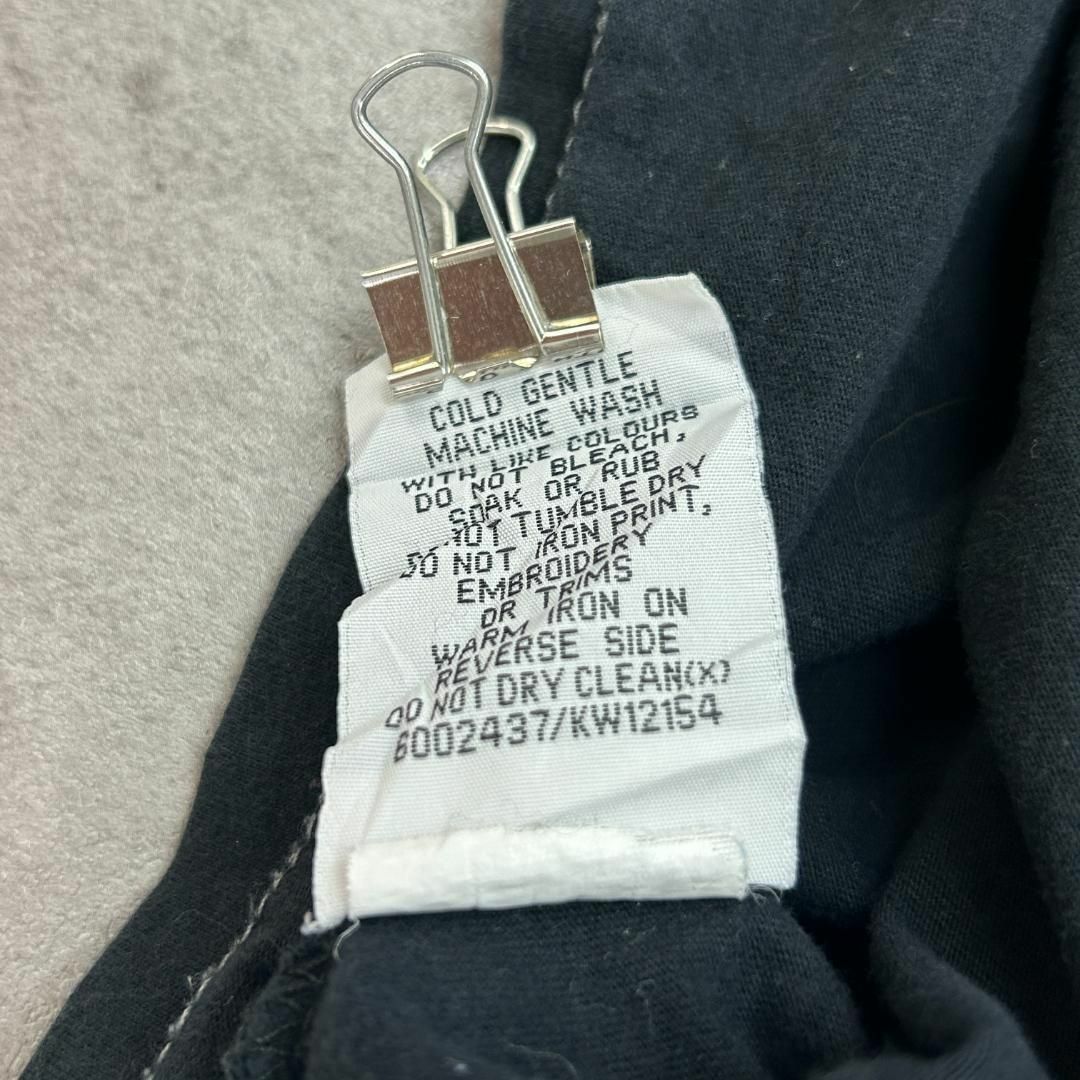 COLD GENTLE
MACHINE WASH
WITH LIKE COLOURS
DO NOT BLEACH,
SOAK OR RUB
NOT TUMBLE DRY
DO NOT IRON PRINT,
EMBROIDERY
OR TRIMS
WARM IRON ON
REVERSE SIDE
DO NOT DRY CLEAN(X)
6002437/KW12154